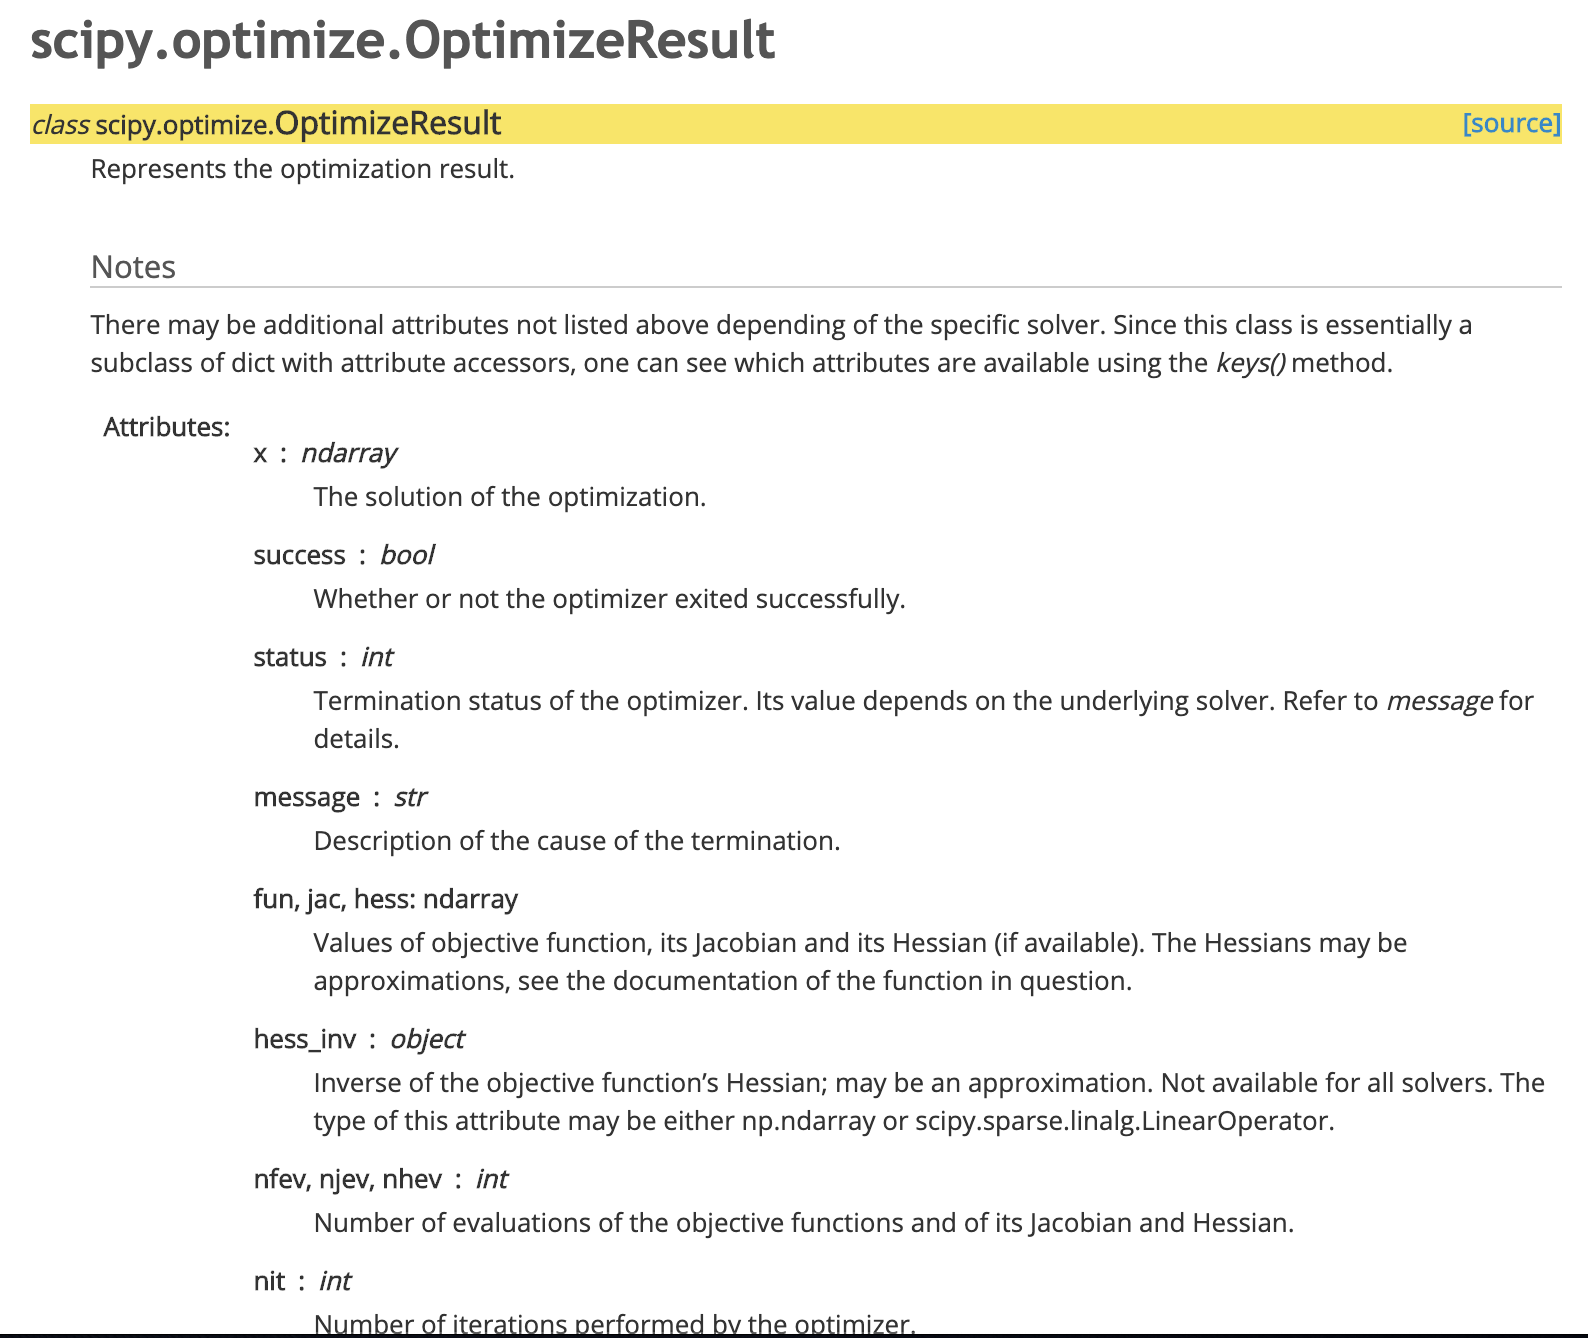 scipy.optimize.OptimizeResult
class scipy.optimize.OptimizeResult [source]
Represents the optimization result.
Notes
There may be additional attributes not listed above depending of the specific solver. Since this class is essentially a
subclass of dict with attribute accessors, one can see which attributes are available using the keys() method.
Attributes:
x : ndarray
The solution of the optimization.
success : bool
Whether or not the optimizer exited successfully.
status : int
Termination status of the optimizer. Its value depends on the underlying solver. Refer to message for
details.
message : str
Description of the cause of the termination.
fun, jac, hess: ndarray
Values of objective function, its Jacobian and its Hessian (if available). The Hessians may be
approximations, see the documentation of the function in question.
hess_inv : object
Inverse of the objective function’s Hessian; may be an approximation. Not available for all solvers. The
type of this attribute may be either np.ndarray or scipy.sparse.linalg.LinearOperator.
nfev, njev, nhev : int
Number of evaluations of the objective functions and of its Jacobian and Hessian.
nit : int
Number of iterations performed by the optimizer.